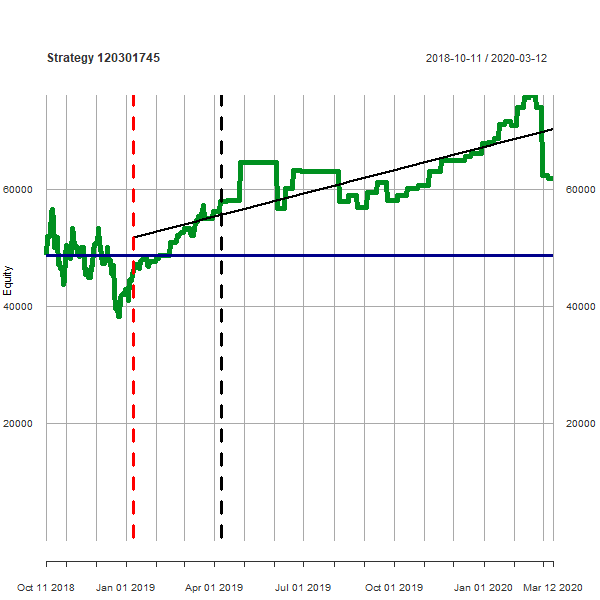 Strategy 120301745
2018-10-11 / 2020-03-12
60000
60000
40000
40000
20000
20000
Equity
Oct 11 2018
Jan 01 2019
Apr 01 2019
Jul 01 2019
Oct 01 2019
Jan 01 2020
Mar 12 2020